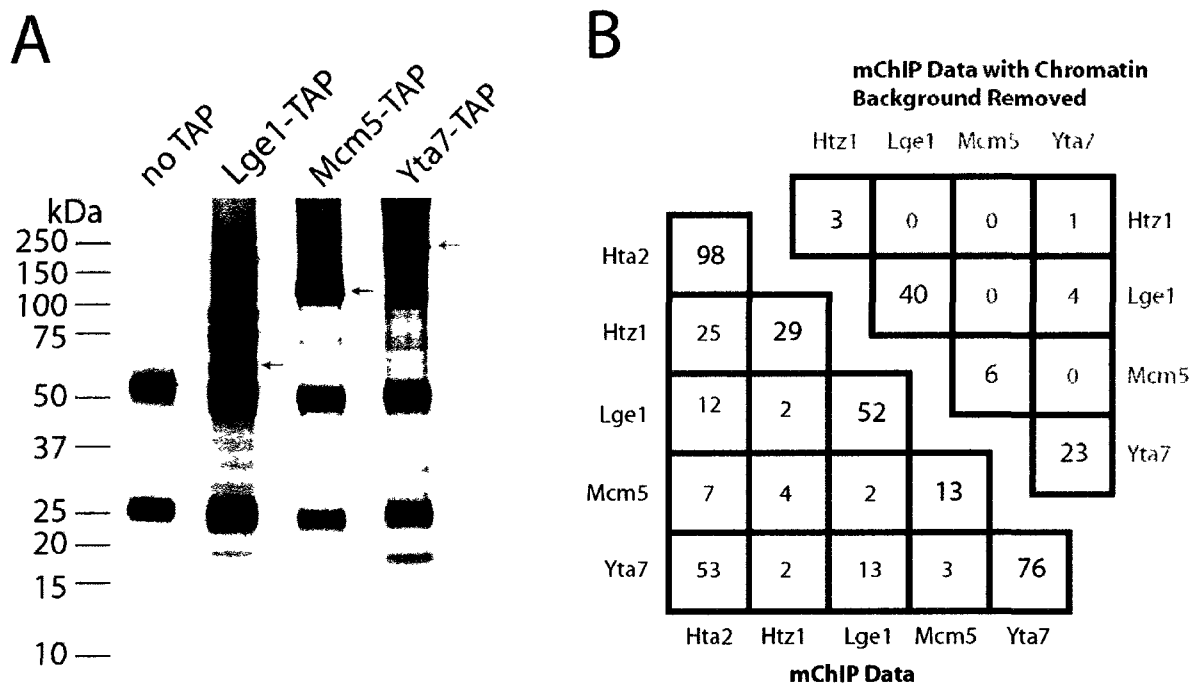 A
no TAP
Lge1-TAP
Mcm5-TAP
Yta7-TAP
kDa
250
150
100
75
50
37
25
20
15
10
B
mChIP Data with Chromatin
Background Removed
Htz1 Lge1 Mcm5 Yta7
3 0 0 1 Htz1
40 0 4 Lge1
6 0 Mcm5
23 Yta7
Hta2 98
Htz1 25 29
Lge1 12 2 52
Mcm5 7 4 2 13
Yta7 53 2 13 3 76
Hta2 Htz1 Lge1 Mcm5 Yta7
mChIP Data